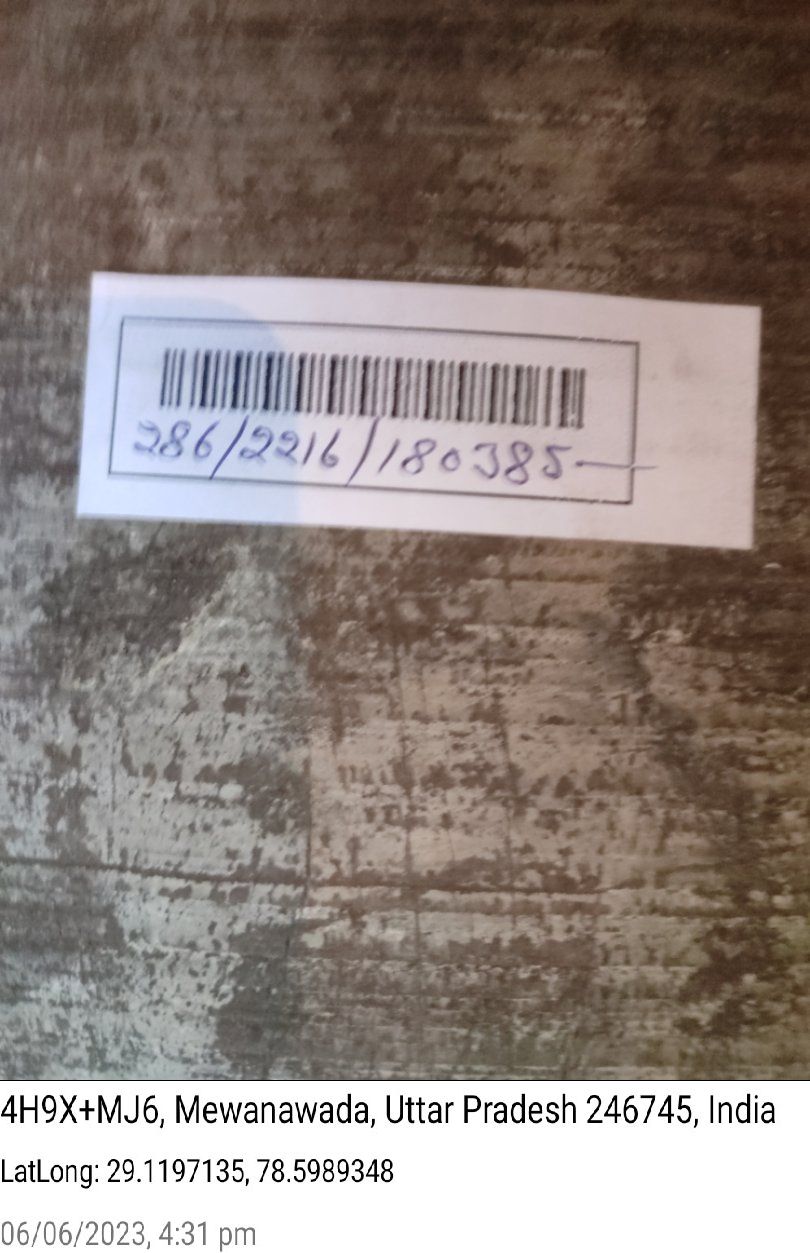 286/2216/180385
4H9X+MJ6, Mewanawada, Uttar Pradesh 246745, India
LatLong: 29.1197135, 78.5989348
06/06/2023, 4:31 pm